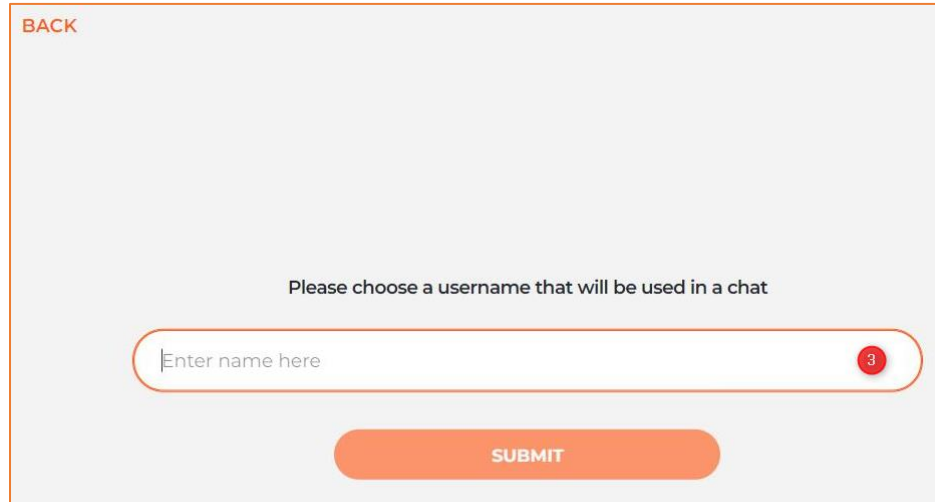 BACK
Please choose a username that will be used in a chat
Enter name here
3
SUBMIT